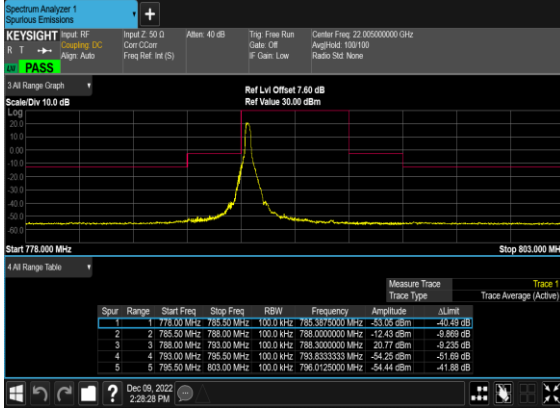 Spectrum Analyzer 1
Spurious Emissions
+
KEYSIGHT Input: RF Input Z: 50 Ω Atten: 40 dB Trig: Free Run Center Freq: 22.005000000 GHz
R T Coupling: DC Corr CCorr Gate: Off Avg|Hold: 100/100
Align: Auto Freq Ref: Int (S) IF Gain: Low Radio Std: None
LXI PASS
3 All Range Graph
Ref Lvl Offset 7.60 dB
Scale/Div 10.0 dB Ref Value 30.00 dBm
Log
20.0
10.0
0.00
-10.0
-20.0
-30.0
-40.0
-50.0
-60.0
Start 778.000 MHz Stop 803.000 MH
4 All Range Table
Measure Trace Trace 1
Trace Type Trace Average (Active)
Spur Range Start Freq Stop Freq RBW Frequency Amplitude ΔLimit
1 1 778.00 MHz 785.50 MHz 100.0 kHz 785.3875000 MHz -53.05 dBm -40.49 dB
2 2 785.50 MHz 788.00 MHz 100.0 kHz 788.0000000 MHz -12.43 dBm -9.869 dB
3 3 788.00 MHz 793.00 MHz 100.0 kHz 788.3000000 MHz 20.77 dBm -9.235 dB
4 4 793.00 MHz 795.50 MHz 100.0 kHz 793.8333333 MHz -54.25 dBm -51.69 dB
5 5 795.50 MHz 803.00 MHz 100.0 kHz 796.0125000 MHz -54.44 dBm -41.88 dB
? Dec 09, 2022
2:28:28 PM